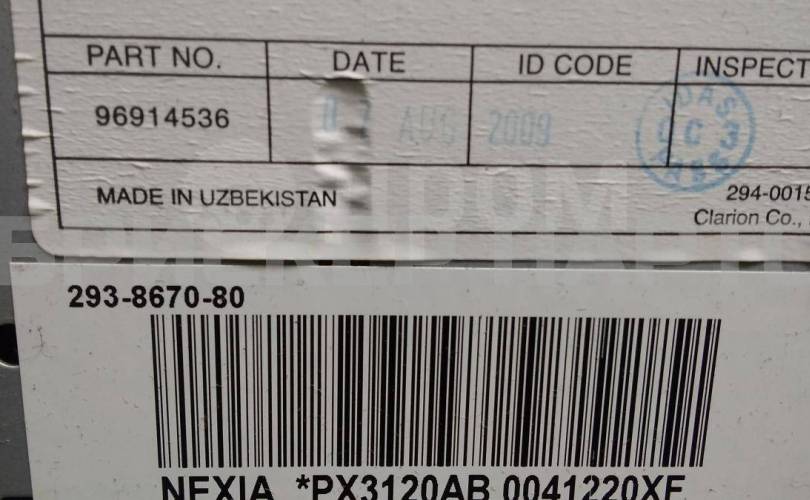 PART NO. DATE ID CODE INSPECT
96914536 2009
MADE IN UZBEKISTAN 294-0015
Clarion Co.,
293-8670-80
NEXIA *PX3120AB 0041220XF